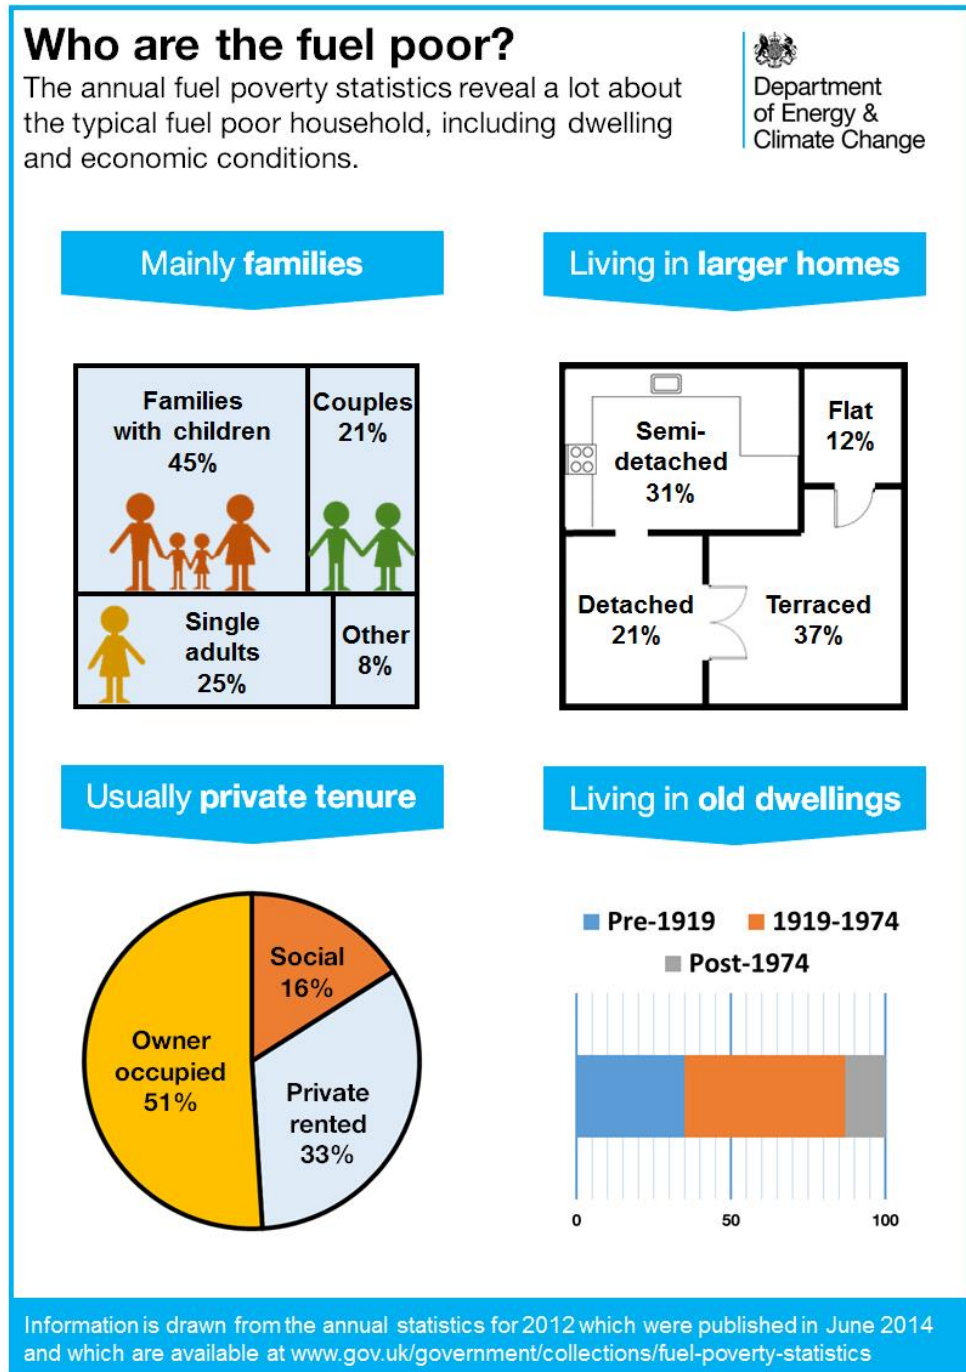 Who are the fuel poor?
The annual fuel poverty statistics reveal a lot about
the typical fuel poor household, including dwelling
and economic conditions.
Department
of Energy &
Climate Change
Mainly families
Living in larger homes
Families
with children
45%
Couples
21%
Single
adults
25%
Other
8%
Semi-
detached
31%
Flat
12%
Detached
21%
Terraced
37%
Usually private tenure
Living in old dwellings
Social
16%
Owner
occupied
51%
Private
rented
33%
Pre-1919
1919-1974
Post-1974
0
50
100
Information is drawn from the annual statistics for 2012 which were published in June 2014
and which are available at www.gov.uk/government/collections/fuel-poverty-statistics